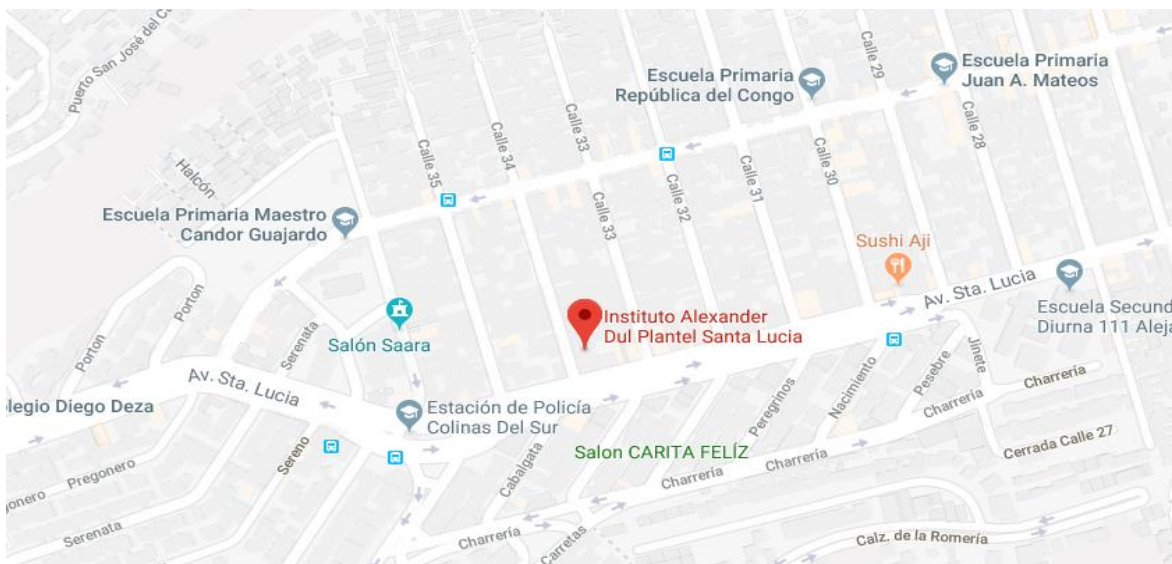 Puerto San José del C
Calle 33
Calle 29
Escuela Primaria
Juan A. Mateos
Escuela Primaria
República del Congo
Calle 28
Calle 34
Calle 35
Halcón
Calle 31
Calle 30
Calle 32
Calle 33
Escuela Primaria Maestro
Candor Guajardo
Sushi Aji
Av. Sta. Lucia
Escuela Secund
Diurna 111 Aleja
Porton
Porton
Serenata
Salón Saara
Instituto Alexander
Dul Plantel Santa Lucia
Jinete
Pesebre
Nacimiento
Charrería
Peregrinos
Av. Sta. Lucia
legio Diego Deza
Estación de Policía
Colinas Del Sur
Charrería
Cerrada Calle 27
Salon CARITA FELÍZ
Sereno
Pregonero
gonero
Cabalgata
Charrería
Charrería
Serenata
Charrería
Carretas
Calz. de la Romería